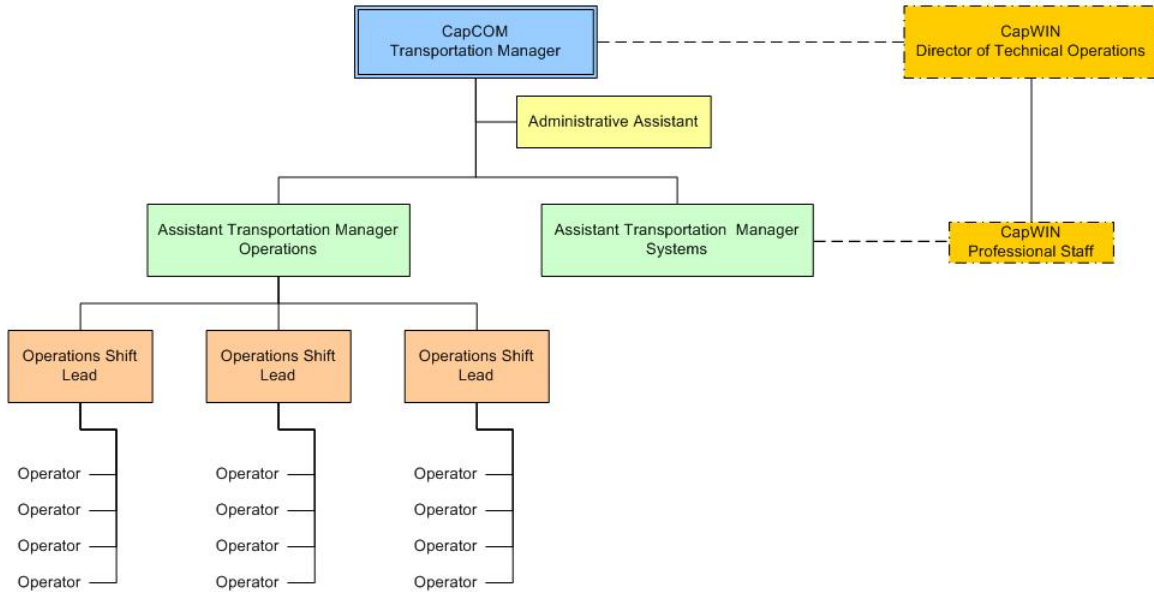 CapCOM
Transportation Manager
CapWIN
Director of Technical Operations
Administrative Assistant
Assistant Transportation Manager
Operations
Assistant Transportation  Manager
Systems
CapWIN
Professional Staff
Operations Shift
Lead
Operations Shift
Lead
Operations Shift
Lead
Operator
Operator
Operator
Operator
Operator
Operator
Operator
Operator
Operator
Operator
Operator
Operator